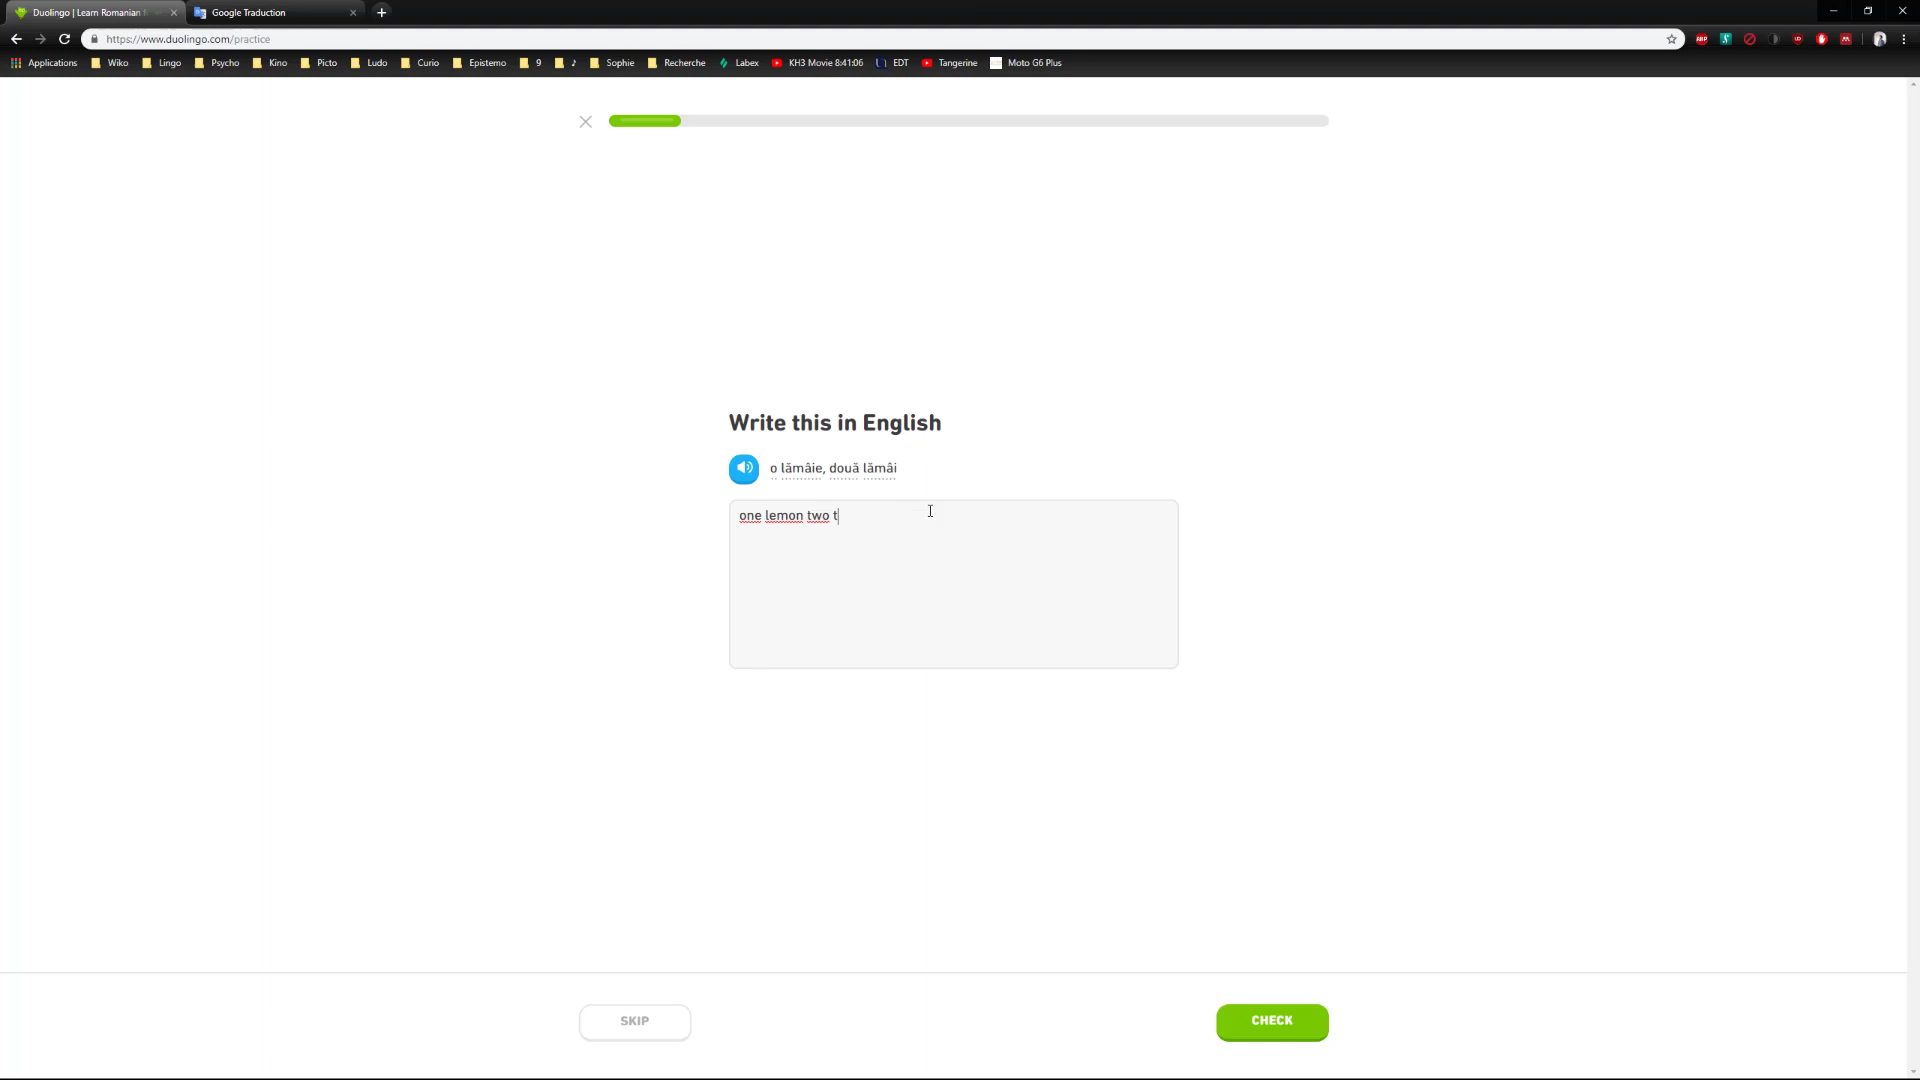 Duolingo | Learn Romanian
Google Traduction
https://www.duolingo.com/practice
Applications Wiko Lingo Psycho Kino Picto Ludo Curio Epistemo 9 ♪ Sophie Recherche Labex KH3 Movie 8:41:06 EDT Tangerine Moto G6 Plus
Write this in English
o lămâie, două lămâi
one lemon two t
SKIP
CHECK